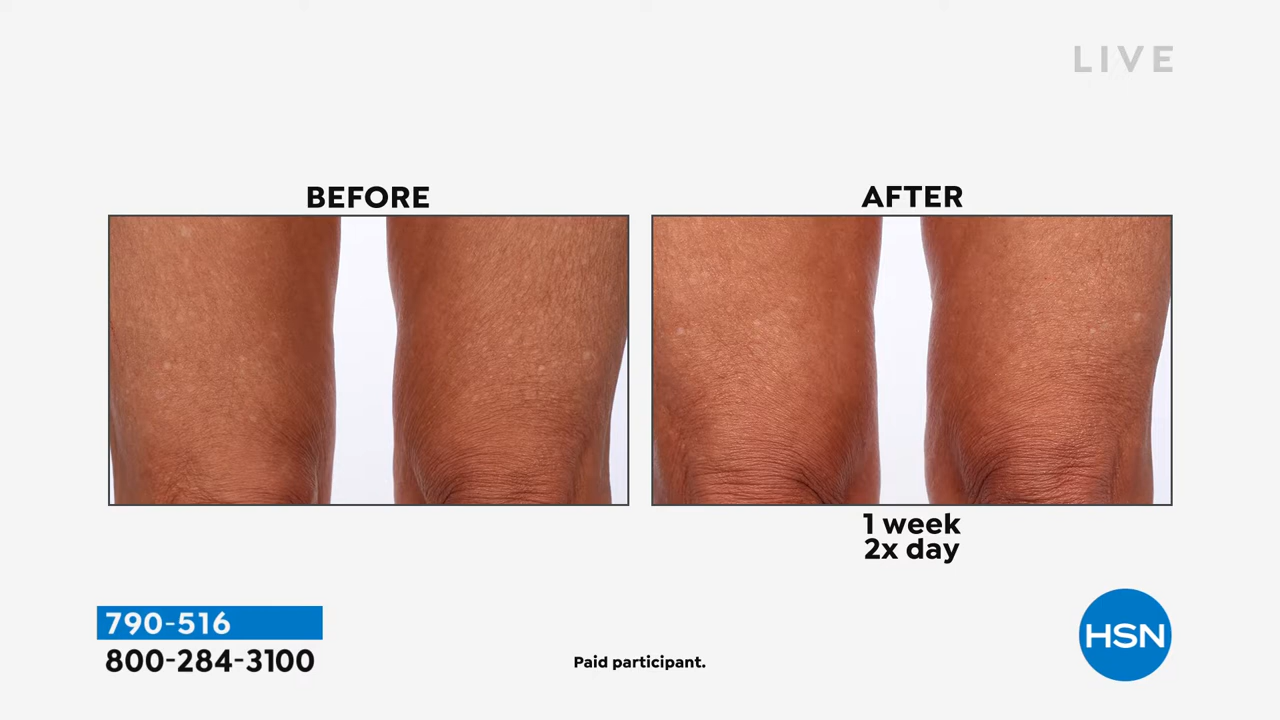 LIVE
BEFORE
AFTER
1 week
2x day
790-516
800-284-3100
Paid participant.
HSN